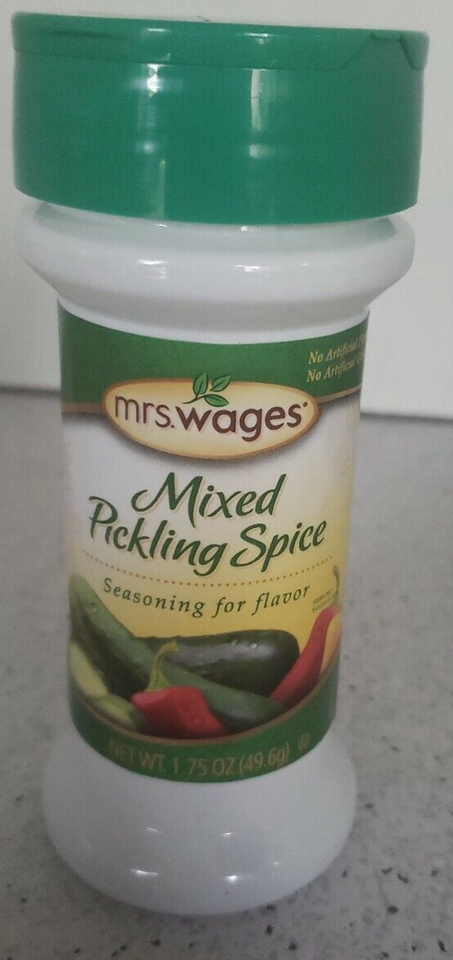 No Artificial
No Artificial
mrs.wages
Mixed
Pickling Spice
Seasoning for flavor
NET WT. 1.75 OZ (49.6g)